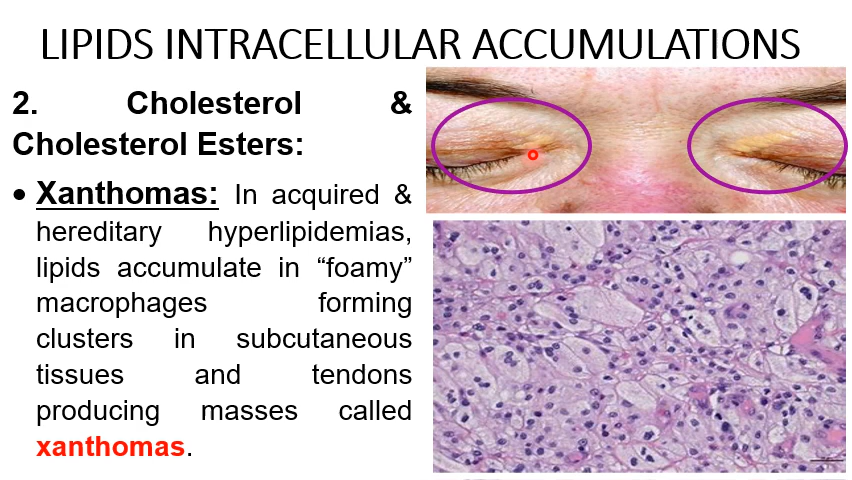 LIPIDS INTRACELLULAR ACCUMULATIONS
2. Cholesterol &
Cholesterol Esters:
• Xanthomas: In acquired &
hereditary hyperlipidemias,
lipids accumulate in “foamy”
macrophages forming
clusters in subcutaneous
tissues and tendons
producing masses called
xanthomas.